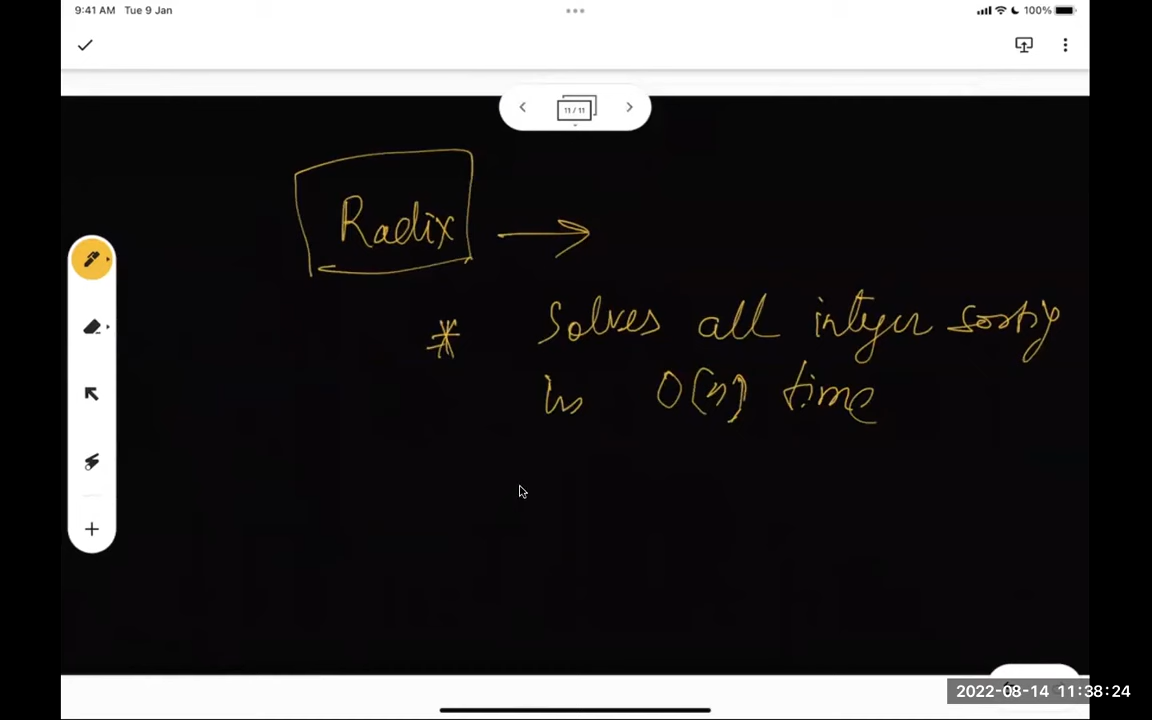 9:41 AM Tue 9 Jan
100%
11 / 11
Radix →
* Solves all integer sorting
in O(n) time
2022-08-14 11:38:24